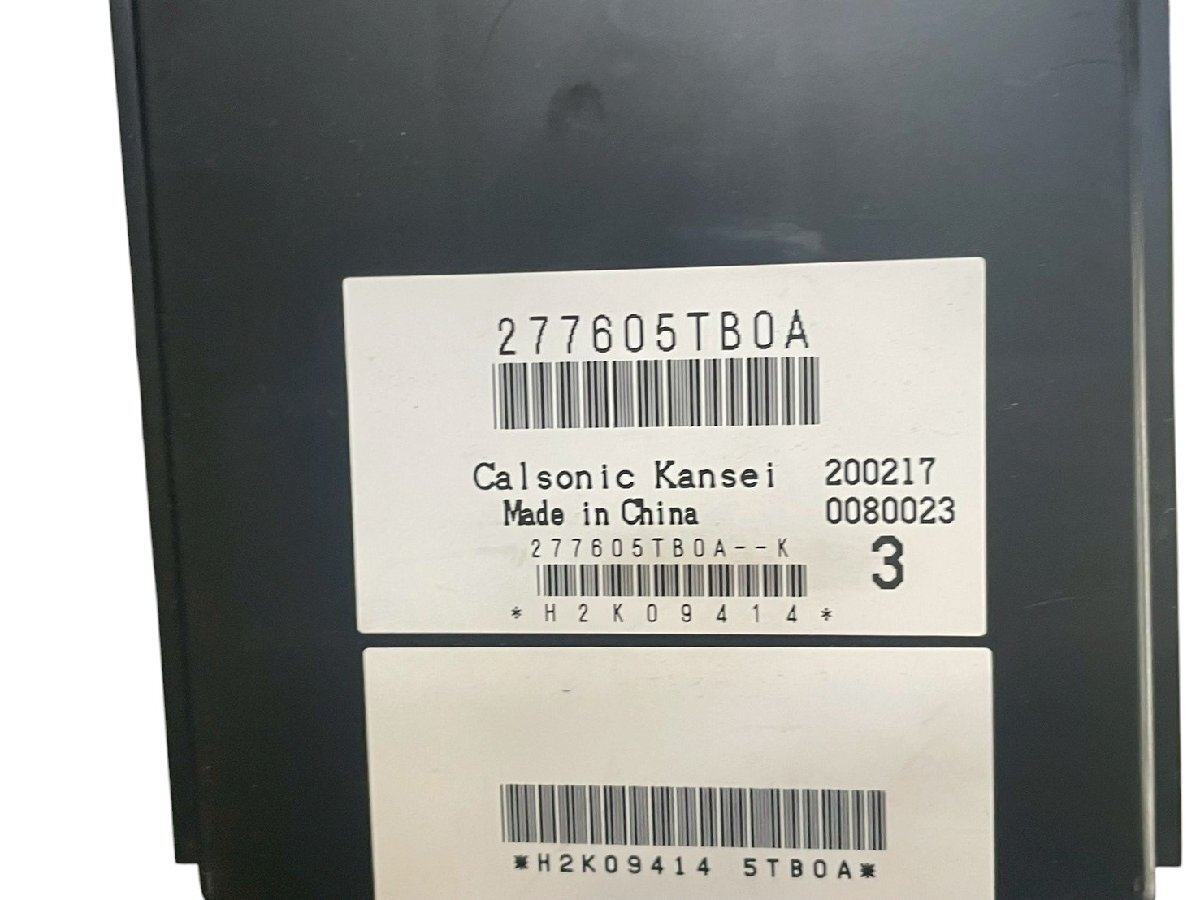 277605TB0A
Calsonic Kansei 200217
Made in China 0080023
277605TB0A--K
3
*H2K09414*
*H2K09414 5TB0A*